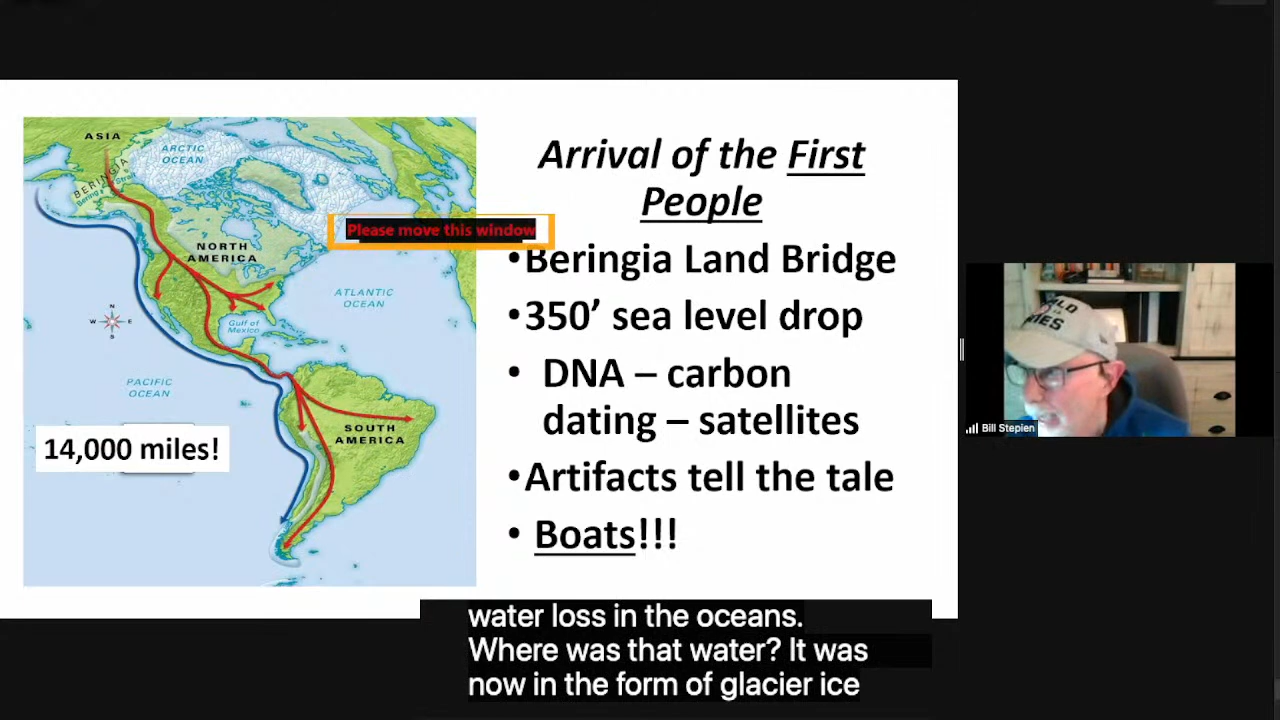 Arrival of the First
People
•Beringia Land Bridge
•350’ sea level drop
• DNA – carbon
dating – satellites
•Artifacts tell the tale
• Boats!!!
ASIA
ARCTIC
OCEAN
BERINGIA
Bering
NORTH
AMERICA
Please move this window
ATLANTIC
OCEAN
N
W E
S
Gulf of
Mexico
PACIFIC
OCEAN
SOUTH
AMERICA
14,000 miles!
Bill Steplen
water loss in the oceans.
Where was that water? It was
now in the form of glacier ice